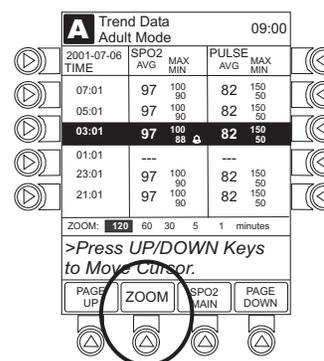 A Trend Data 09:00
Adult Mode
2001-07-06 SPO2 PULSE
TIME AVG MAX MIN AVG MAX MIN
07:01 97 100 90 82 150 50
05:01 97 100 90 82 150 50
03:01 97 100 88 82 150 50
01:01 --- ---
23:01 97 100 90 82 150 50
21:01 97 100 90 82 150 50
ZOOM: 120 60 30 5 1 minutes
>Press UP/DOWN Keys
to Move Cursor.
PAGE UP ZOOM SPO2 MAIN PAGE DOWN